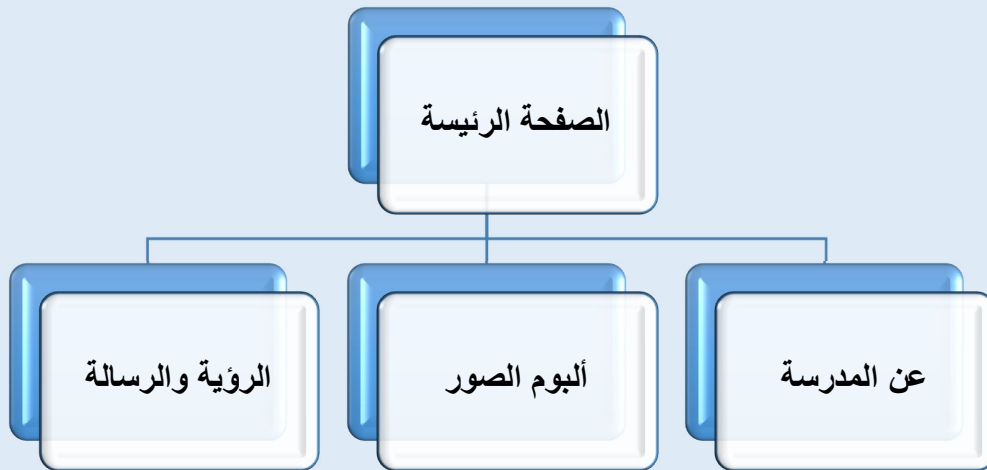 الصفحة الرئيسة
عن المدرسة
ألبوم الصور
الرؤية والرسالة